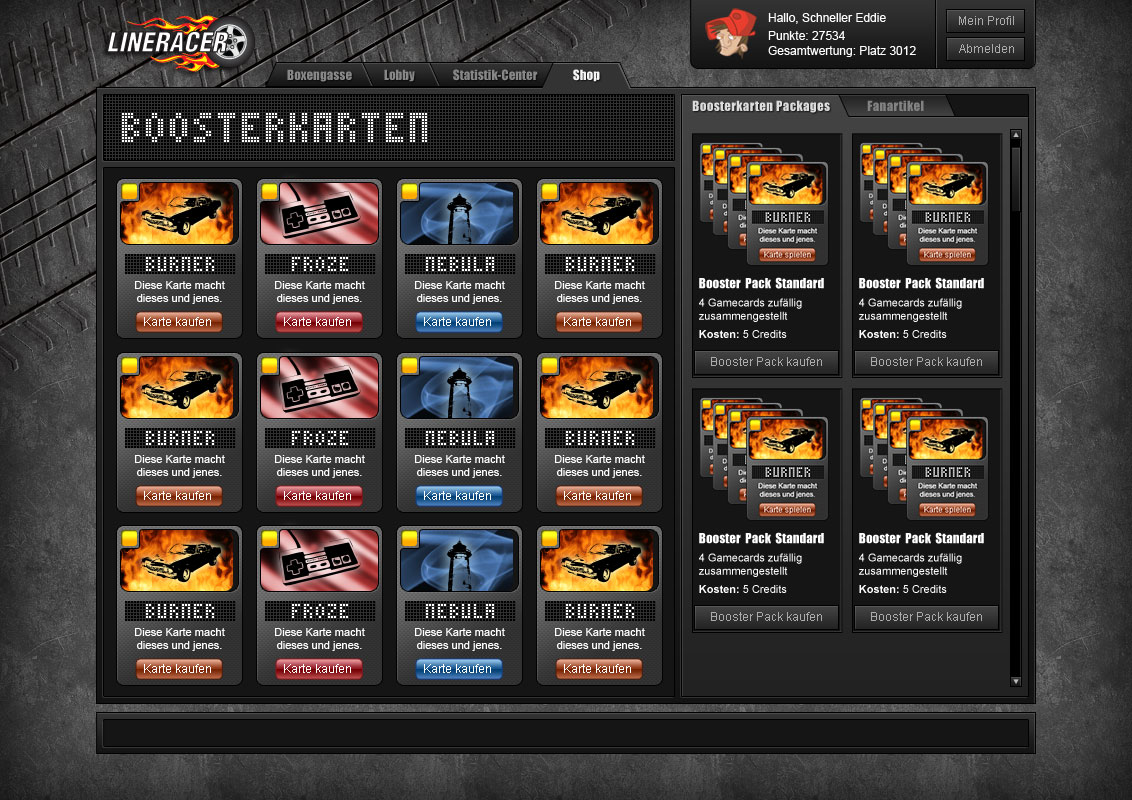 LINERACER
Hallo, Schneller Eddie
Punkte: 27534
Gesamtwertung: Platz 3012
Mein Profil
Abmelden
Boxengasse
Lobby
Statistik-Center
Shop
BOOSTERKARTEN
BURNER
Diese Karte macht
dieses und jenes.
Karte kaufen
FROZE
Diese Karte macht
dieses und jenes.
Karte kaufen
NEBULA
Diese Karte macht
dieses und jenes.
Karte kaufen
BURNER
Diese Karte macht
dieses und jenes.
Karte kaufen
BURNER
Diese Karte macht
dieses und jenes.
Karte kaufen
FROZE
Diese Karte macht
dieses und jenes.
Karte kaufen
NEBULA
Diese Karte macht
dieses und jenes.
Karte kaufen
BURNER
Diese Karte macht
dieses und jenes.
Karte kaufen
BURNER
Diese Karte macht
dieses und jenes.
Karte kaufen
FROZE
Diese Karte macht
dieses und jenes.
Karte kaufen
NEBULA
Diese Karte macht
dieses und jenes.
Karte kaufen
BURNER
Diese Karte macht
dieses und jenes.
Karte kaufen
Boosterkarten Packages
Fanartikel
BURNER
Diese Karte macht
dieses und jenes.
Karte spielen
Booster Pack Standard
4 Gamecards zufällig
zusammengestellt
Kosten: 5 Credits
Booster Pack kaufen
BURNER
Diese Karte macht
dieses und jenes.
Karte spielen
Booster Pack Standard
4 Gamecards zufällig
zusammengestellt
Kosten: 5 Credits
Booster Pack kaufen
BURNER
Diese Karte macht
dieses und jenes.
Karte spielen
Booster Pack Standard
4 Gamecards zufällig
zusammengestellt
Kosten: 5 Credits
Booster Pack kaufen
BURNER
Diese Karte macht
dieses und jenes.
Karte spielen
Booster Pack Standard
4 Gamecards zufällig
zusammengestellt
Kosten: 5 Credits
Booster Pack kaufen